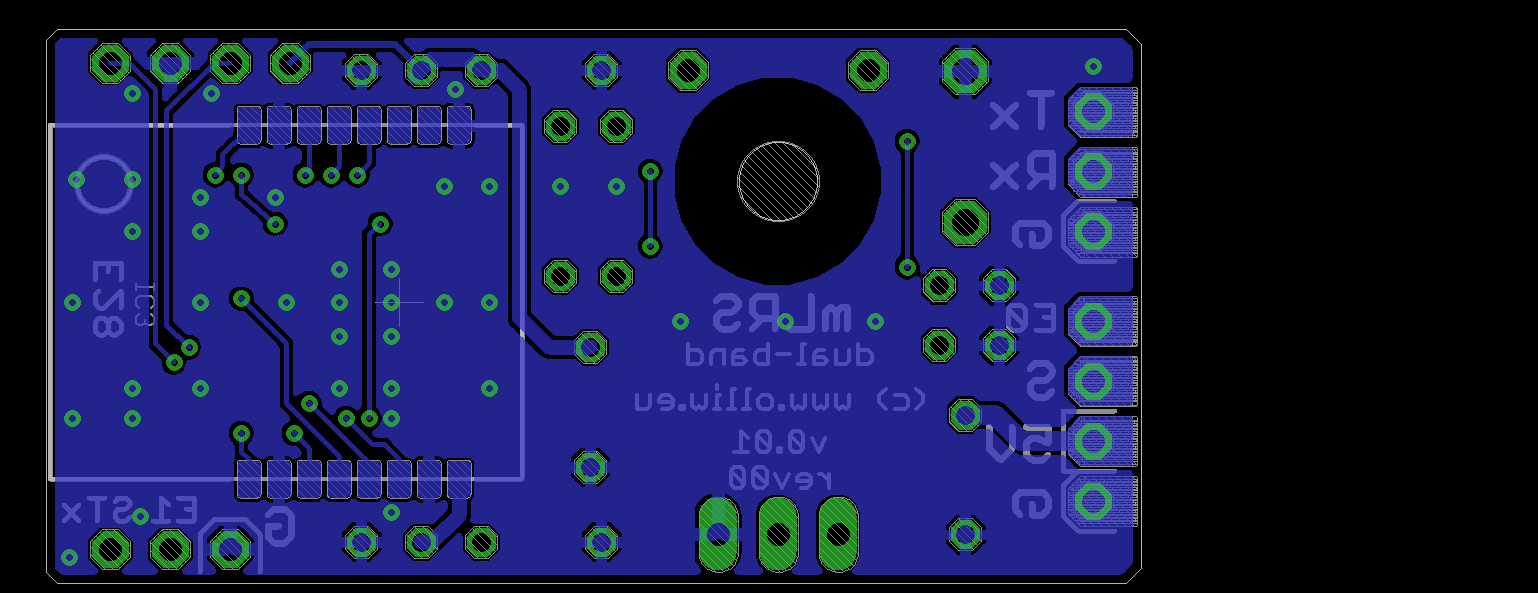 Tx
Rx
G
E0
S
5V
G
E28
IC3
mLRS
dual-band
(c) www.olliw.eu
v0.01
rev00
E1 STx
G